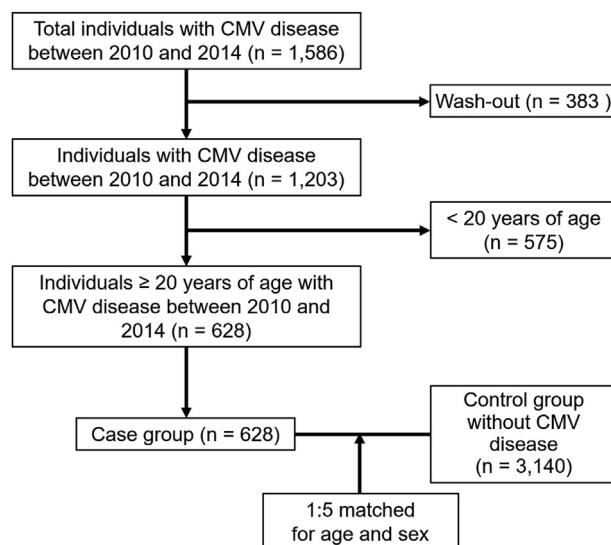 Total individuals with CMV disease
between 2010 and 2014 (n = 1,586)
Wash-out (n = 383 )
Individuals with CMV disease
between 2010 and 2014 (n = 1,203)
< 20 years of age
(n = 575)
Individuals ≥ 20 years of age with
CMV disease between 2010 and
2014 (n = 628)
Case group (n = 628)
Control group
without CMV
disease
(n = 3,140)
1:5 matched
for age and sex